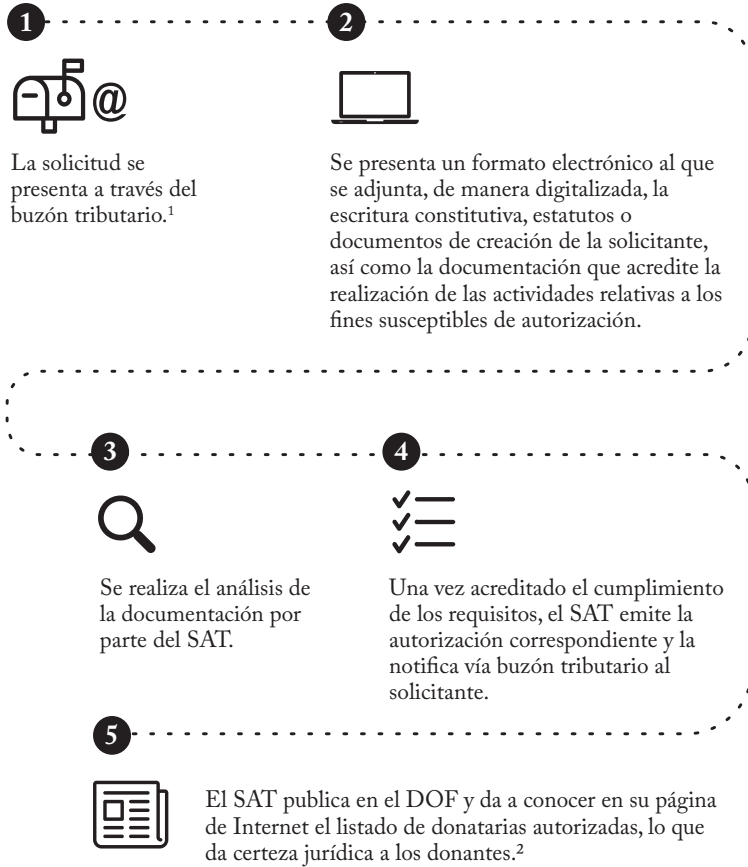 1
2
@
La solicitud se
presenta a través del
buzón tributario.¹
Se presenta un formato electrónico al que
se adjunta, de manera digitalizada, la
escritura constitutiva, estatutos o
documentos de creación de la solicitante,
así como la documentación que acredite la
realización de las actividades relativas a los
fines susceptibles de autorización.
3
4
Se realiza el análisis de
la documentación por
parte del SAT.
Una vez acreditado el cumplimiento
de los requisitos, el SAT emite la
autorización correspondiente y la
notifica vía buzón tributario al
solicitante.
5
El SAT publica en el DOF y da a conocer en su página
de Internet el listado de donatarias autorizadas, lo que
da certeza jurídica a los donantes.²